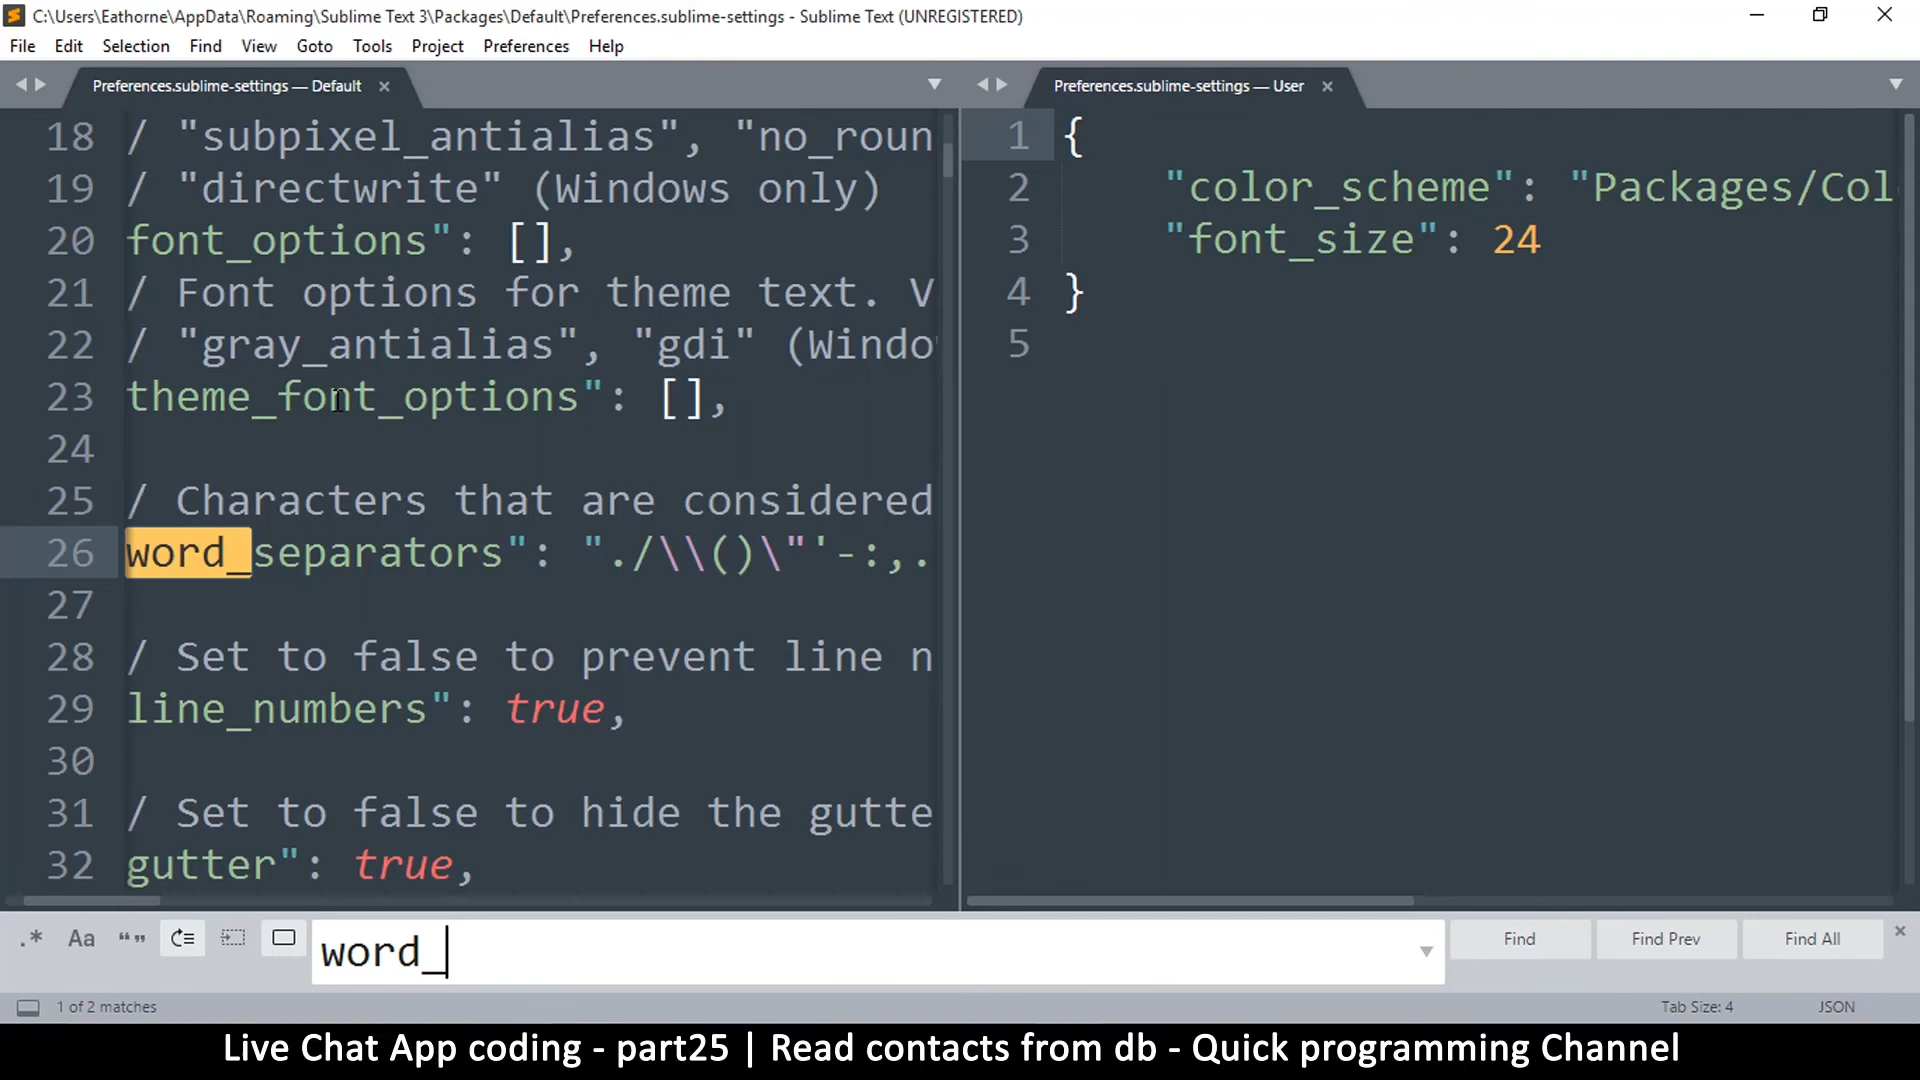 C:\Users\Eathorne\AppData\Roaming\Sublime Text 3\Packages\Default\Preferences.sublime-settings - Sublime Text (UNREGISTERED)
File Edit Selection Find View Goto Tools Project Preferences Help
Preferences.sublime-settings — Default
18 / "subpixel_antialias", "no_roun
19 / "directwrite" (Windows only)
20 font_options": [],
21 / Font options for theme text. V
22 / "gray_antialias", "gdi" (Windo
23 theme_font_options": [],
24
25 / Characters that are considered
26 word_separators": "./\\()\"'-:,.
27
28 / Set to false to prevent line n
29 line_numbers": true,
30
31 / Set to false to hide the gutte
32 gutter": true,
Preferences.sublime-settings — User
1 {
2 "color_scheme": "Packages/Col
3 "font_size": 24
4 }
5
.* Aa “” word_ Find Find Prev Find All
1 of 2 matches Tab Size: 4 JSON
Live Chat App coding - part25 | Read contacts from db - Quick programming Channel